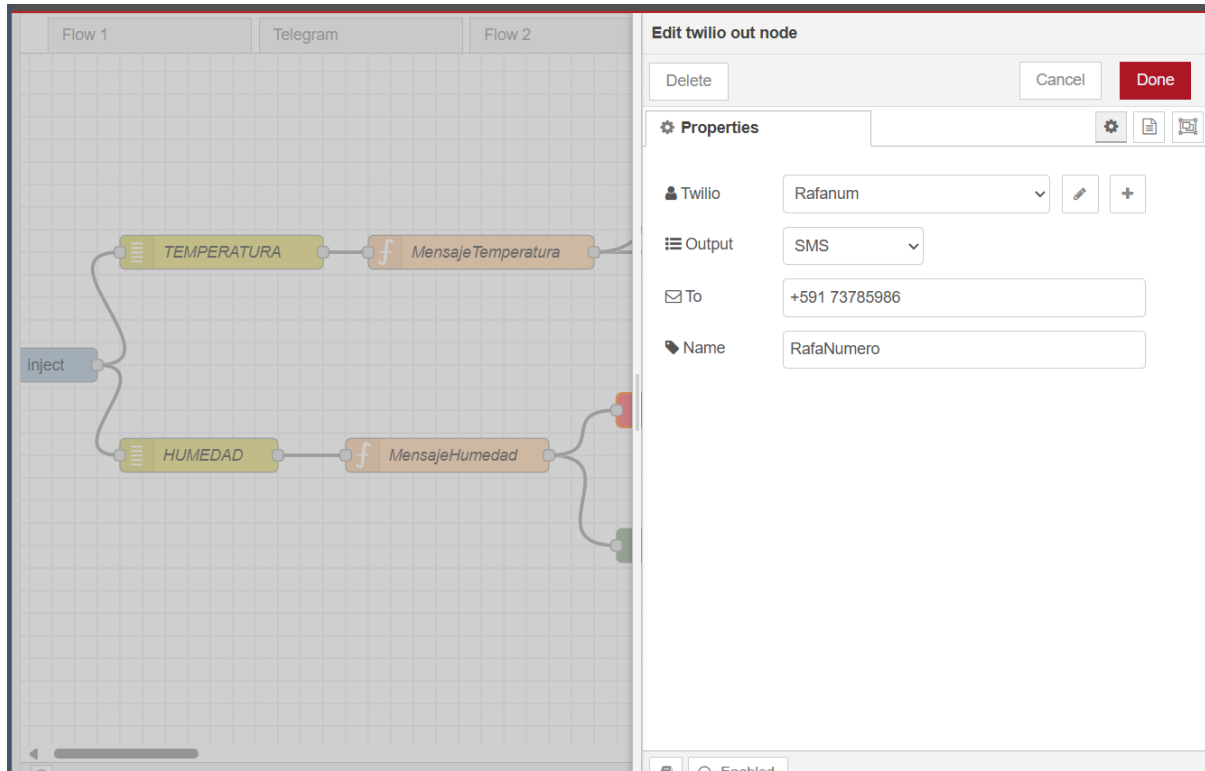 Flow 1
Telegram
Flow 2
Edit twilio out node
Delete
Cancel
Done
Properties
Twilio
Rafanum
Output
SMS
To
+591 73785986
Name
RafaNumero
TEMPERATURA
MensajeTemperatura
inject
HUMEDAD
MensajeHumedad
Enabled